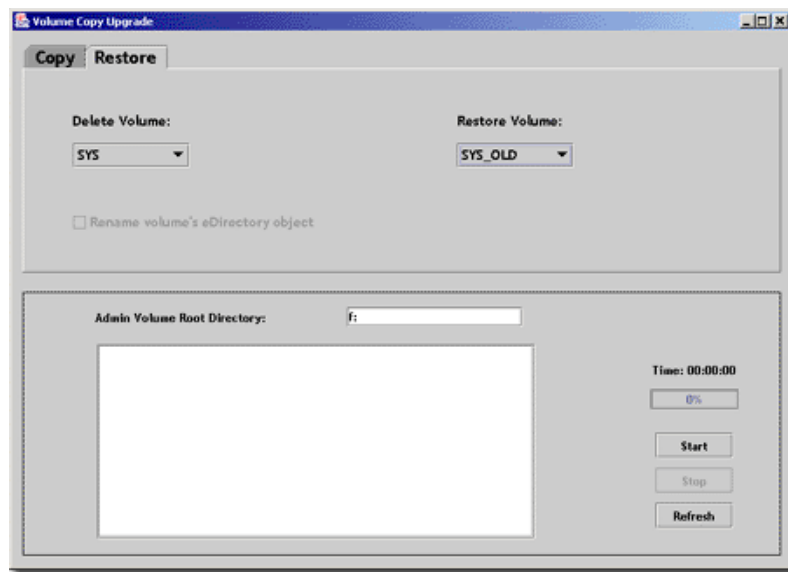 Volume Copy Upgrade
Copy Restore
Delete Volume: Restore Volume:
SYS SYS_OLD
Rename volume's eDirectory object
Admin Volume Root Directory: f:
Time: 00:00:00
0%
Start
Stop
Refresh